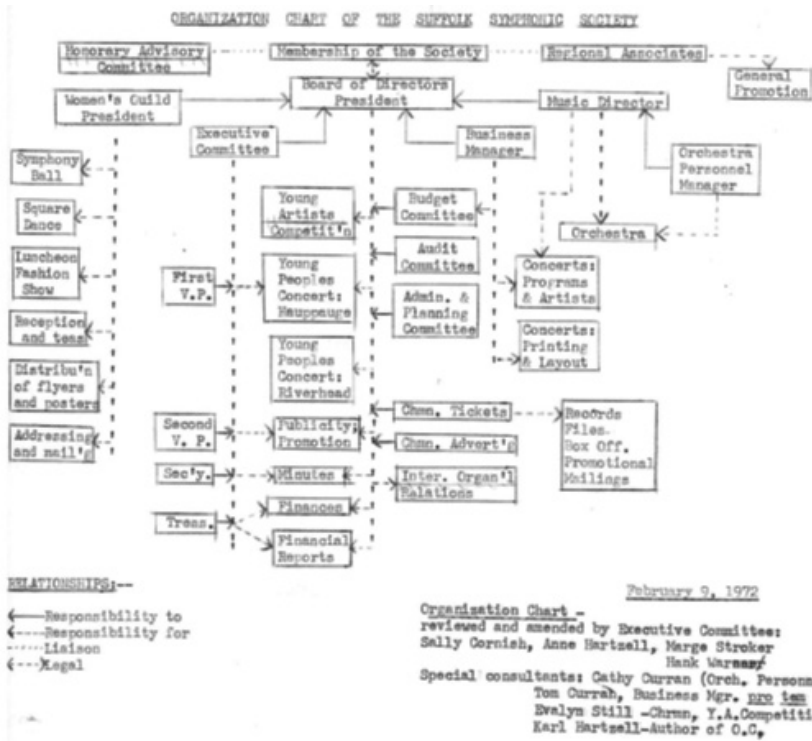 ORGANIZATION CHART OF THE SUFFOLK SYMPHONIC SOCIETY
Honorary Advisory
Committee
Membership of the Society
Regional Associates
General
Promotion
Board of Directors
President
Women's Guild
President
Music Director
Executive
Committee
Business
Manager
Orchestra
Personnel
Manager
Symphony
Ball
Square
Dance
Luncheon
Fashion
Show
Reception
and teas
Distribu'n
of flyers
and posters
Addressing
and mail'g
Young
Artists
Competit'n
Budget
Committee
Orchestra
Audit
Committee
First
V.P.
Young
Peoples
Concert:
Hauppauge
Admin. &
Planning
Committee
Concerts:
Programs
& Artists
Concerts:
Printing
& Layout
Young
Peoples
Concert:
Riverhead
Second
V. P.
Publicity;
Promotion
Chmn. Tickets
Chmn. Advert'g
Records
Files-
Box Off.
Promotional
Mailings
Sec'y.
Minutes
Inter. Organ'l
Relations
Treas.
Finances
Financial
Reports
RELATIONSHIPS:--
Responsibility to
Responsibility for
Liaison
Legal
February 9, 1972
Organization Chart -
reviewed and amended by Executive Committee:
Sally Cornish, Anne Hartzell, Marge Stroker
Hank
Special consultants: Cathy Curran (Orch. Personn
Tom Curran, Business Mgr. pro tem
Evelyn Still -Chrmn, Y.A.Competiti
Karl Hartzell-Author of O.C,